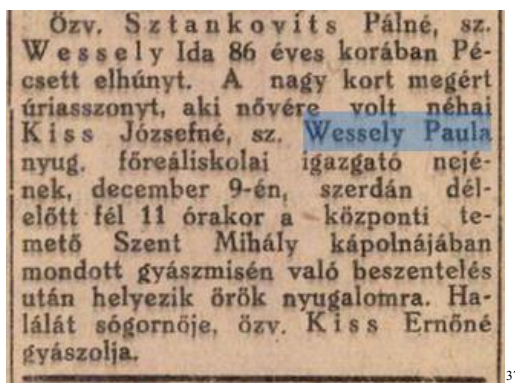 Özv. Sztankovits Pálné, sz.
Wessely Ida 86 éves korában Pé-
csett elhúnyt. A nagy kort megért
úriasszonyt, aki nővére volt néhai
Kiss Józsefné, sz. Wessely Paula
nyug. főreáliskolai igazgató nejé-
nek, december 9-én, szerdán dél-
előtt fél 11 órakor a központi te-
mető Szent Mihály kápolnájában
mondott gyászmisén való beszentelés
után helyezik örök nyugalomra. Ha-
lálát sógornője, özv. Kiss Ernőné
gyászolja.